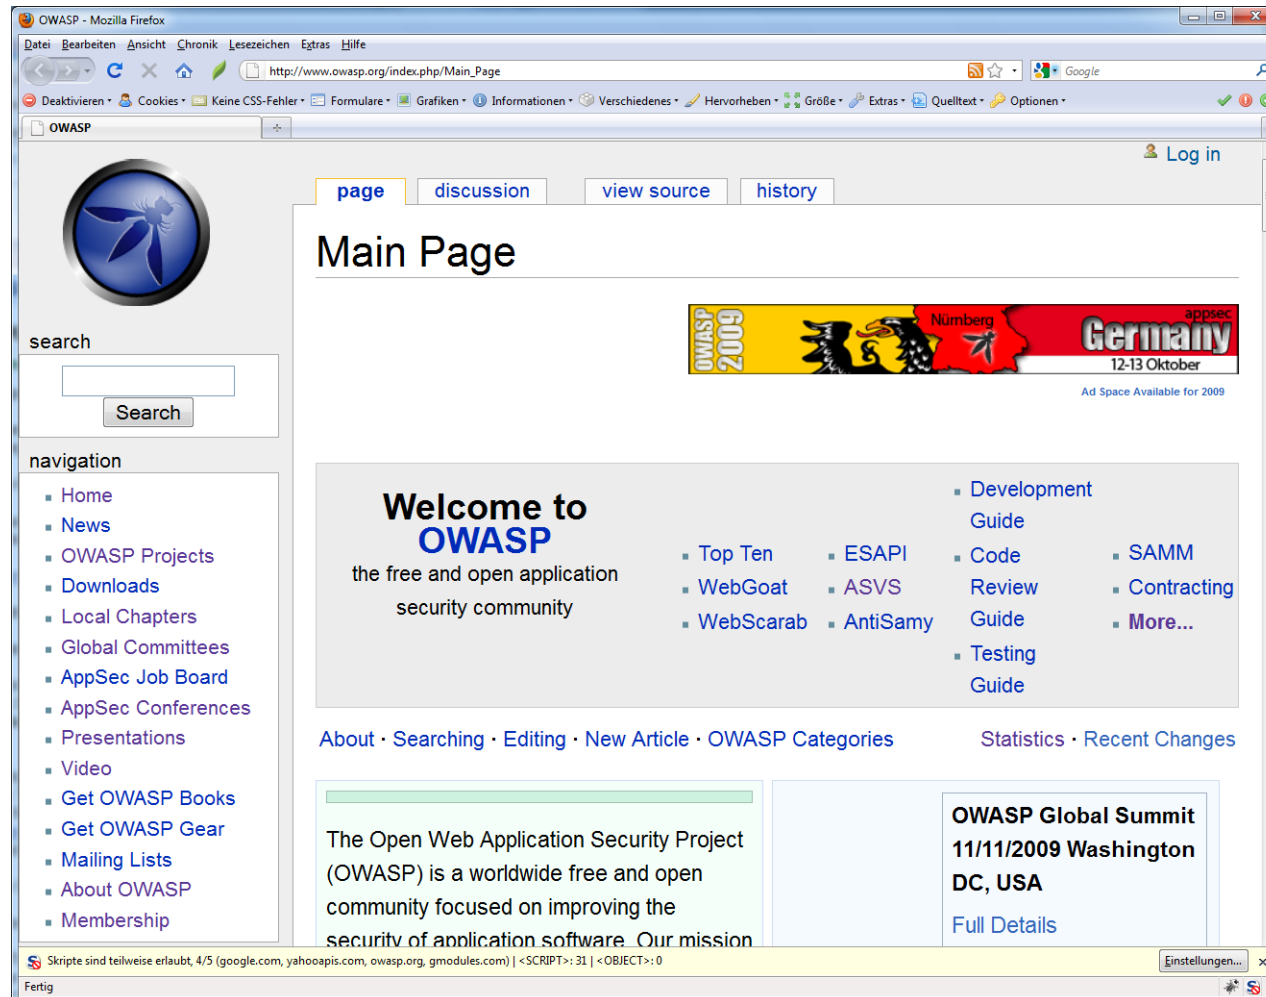 OWASP - Mozilla Firefox
Datei Bearbeiten Ansicht Chronik Lesezeichen Extras Hilfe
http://www.owasp.org/index.php/Main_Page Google
Deaktivieren Cookies Keine CSS-Fehler Formulare Grafiken Informationen Verschiedenes Hervorheben Größe Extras Quelltext Optionen
OWASP
Log in
page discussion view source history
Main Page
OWASP 2009 Nürnberg appsec Germany 12-13 Oktober
Ad Space Available for 2009
search
Search
navigation
Home
News
OWASP Projects
Downloads
Local Chapters
Global Committees
AppSec Job Board
AppSec Conferences
Presentations
Video
Get OWASP Books
Get OWASP Gear
Mailing Lists
About OWASP
Membership
Welcome to
OWASP
the free and open application
security community
Top Ten
WebGoat
WebScarab
ESAPI
ASVS
AntiSamy
Development
Guide
Code
Review
Guide
Testing
Guide
SAMM
Contracting
More...
About · Searching · Editing · New Article · OWASP Categories Statistics · Recent Changes
The Open Web Application Security Project
(OWASP) is a worldwide free and open
community focused on improving the
security of application software. Our mission
OWASP Global Summit
11/11/2009 Washington
DC, USA
Full Details
Skripte sind teilweise erlaubt, 4/5 (google.com, yahooapis.com, owasp.org, gmodules.com) | <SCRIPT>: 31 | <OBJECT>: 0 Einstellungen...
Fertig